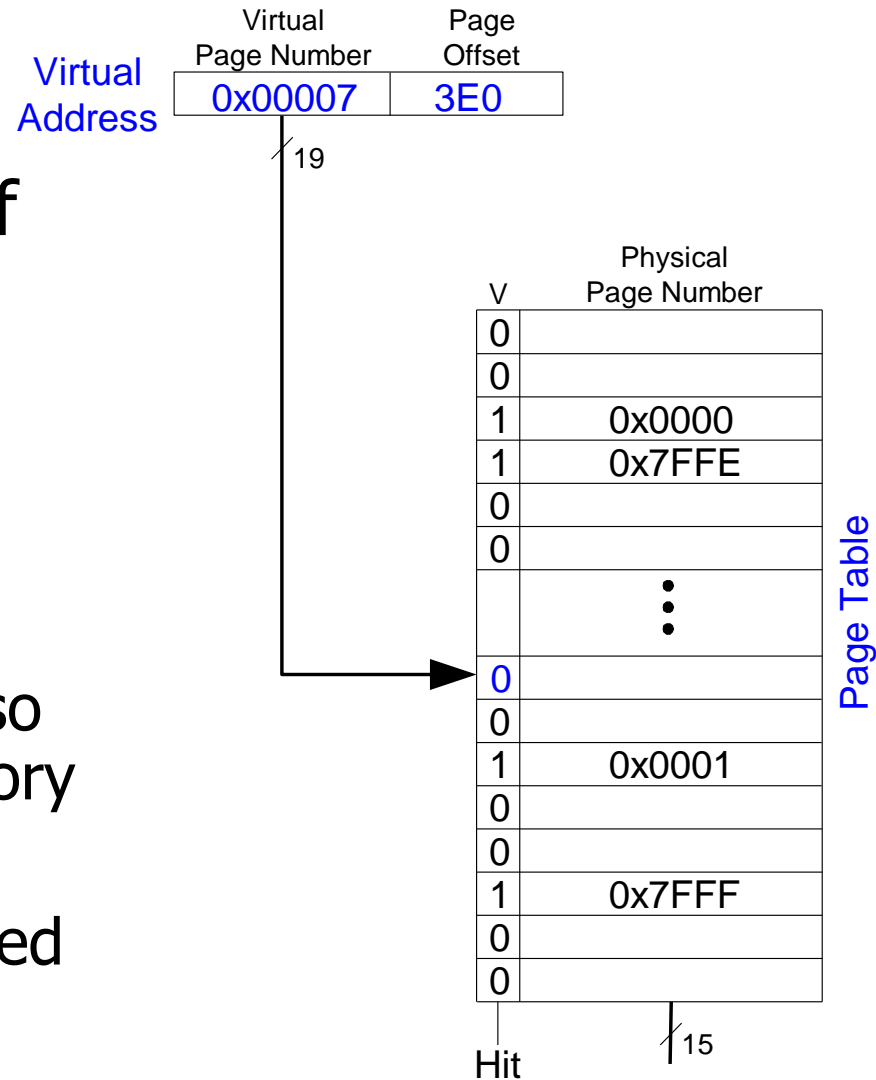 Virtual
Page Number
Page
Offset
Virtual
Address
0x00007
3E0
19
f
Physical
Page Number
V
0
0
1 0x0000
1 0x7FFE
0
0
0
0
1 0x0001
0
0
1 0x7FFF
0
0
Page Table
so
ory
ed
Hit
15